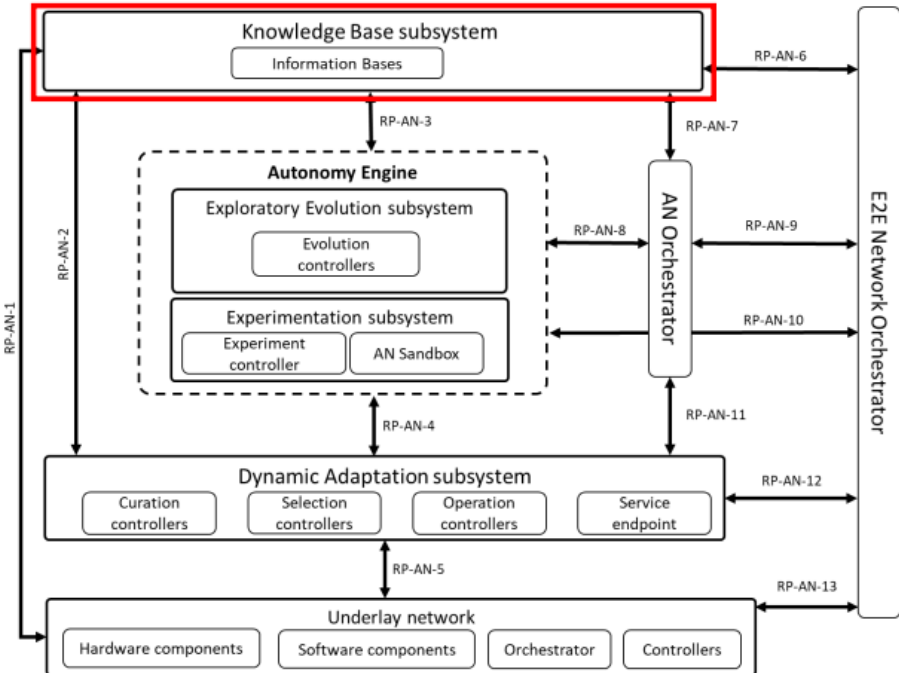 Knowledge Base subsystem
Information Bases
RP-AN-6
RP-AN-3
RP-AN-7
Autonomy Engine
Exploratory Evolution subsystem
Evolution
controllers
RP-AN-8
RP-AN-9
AN Orchestrator
E2E Network Orchestrator
RP-AN-2
RP-AN-1
Experimentation subsystem
Experiment
controller
AN Sandbox
RP-AN-10
RP-AN-4
RP-AN-11
Dynamic Adaptation subsystem
Curation
controllers
Selection
controllers
Operation
controllers
Service
endpoint
RP-AN-12
RP-AN-5
RP-AN-13
Underlay network
Hardware components
Software components
Orchestrator
Controllers